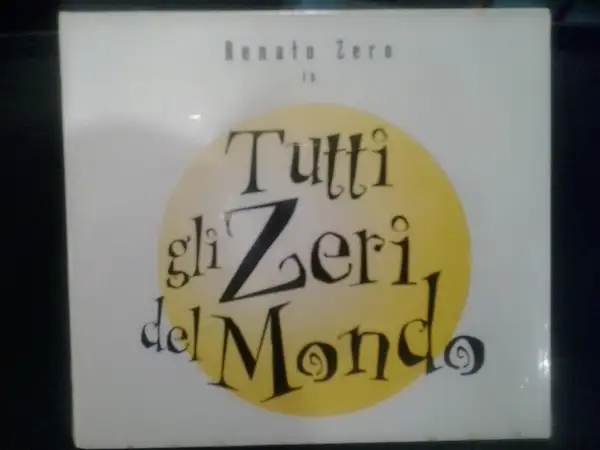 Renato Zero
in
Tutti
gli Zeri
del Mondo